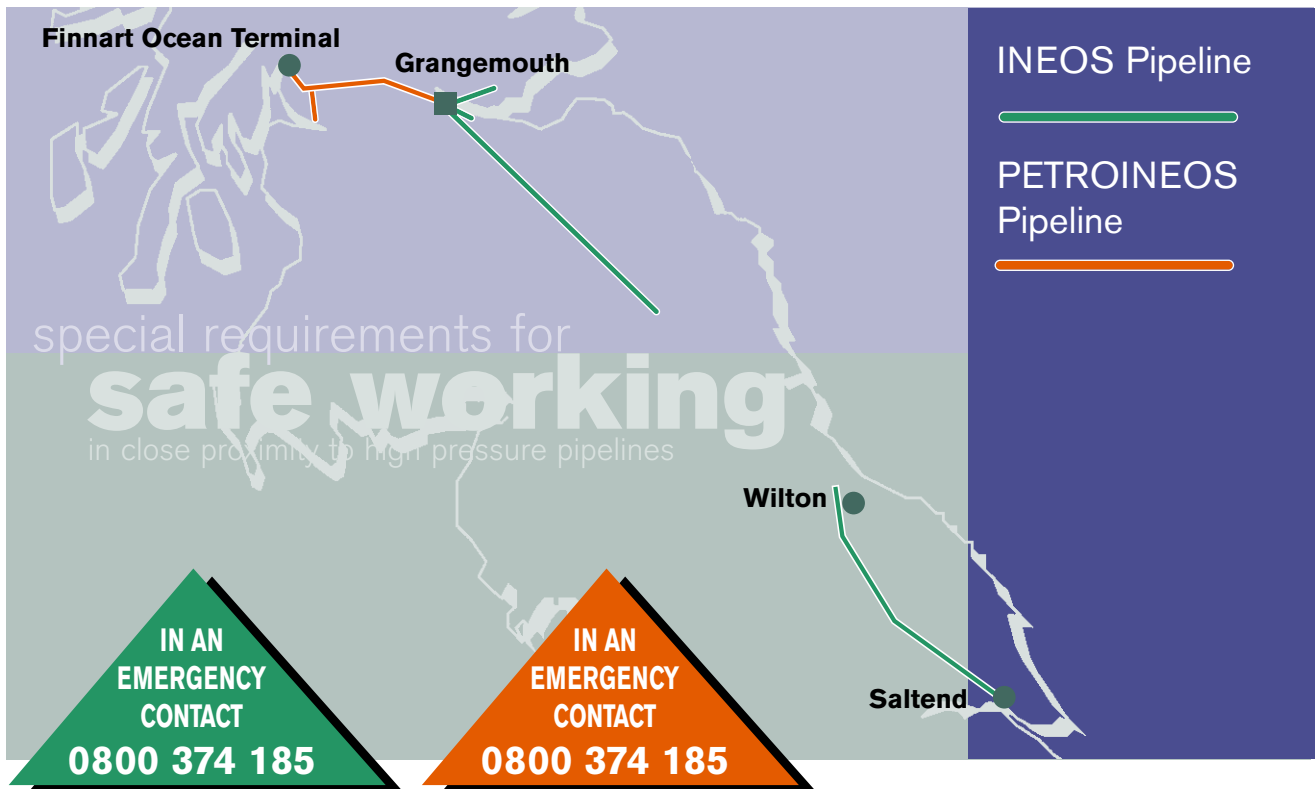 Finnart Ocean Terminal
Grangemouth
INEOS Pipeline
PETROINEOS
Pipeline
special requirements for
safe working
in close proximity to high pressure pipelines
Wilton
Saltend
IN AN
EMERGENCY
CONTACT
0800 374 185
IN AN
EMERGENCY
CONTACT
0800 374 185